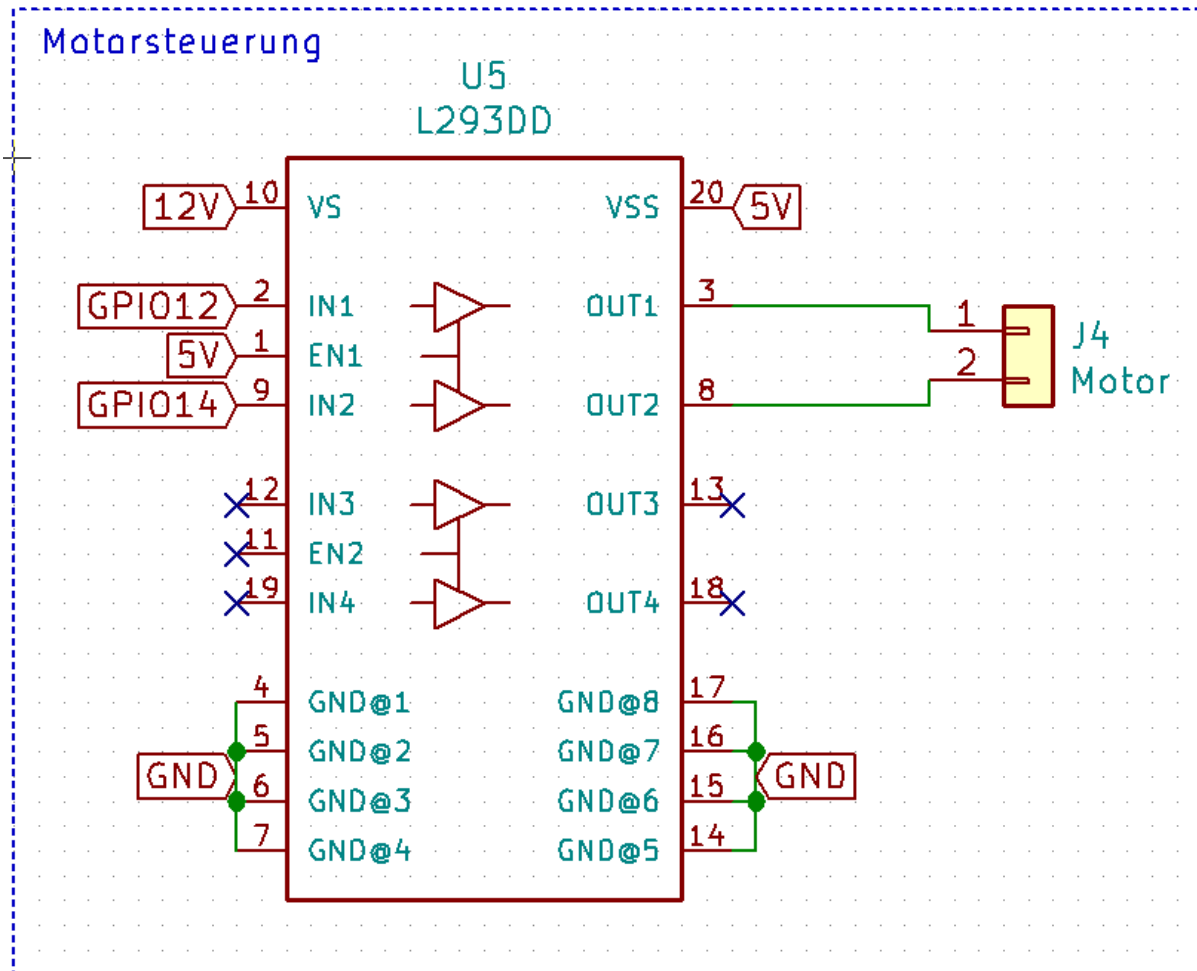 Motorsteuerung
U5
L293DD
12V 10 VS VSS 20 5V
GPIO12 2 IN1 OUT1 3 1
5V 1 EN1 J4
2 Motor
GPIO14 9 IN2 OUT2 8
12 IN3 OUT3 13
11 EN2
19 IN4 OUT4 18
4 GND@1 GND@8 17
5 GND@2 GND@7 16
GND GND
6 GND@3 GND@6 15
7 GND@4 GND@5 14